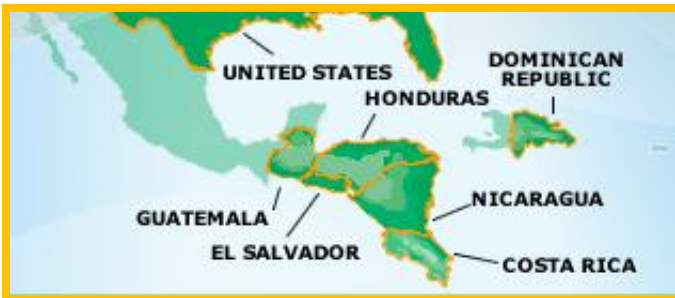 UNITED STATES
DOMINICAN
REPUBLIC
HONDURAS
NICARAGUA
GUATEMALA
EL SALVADOR
COSTA RICA